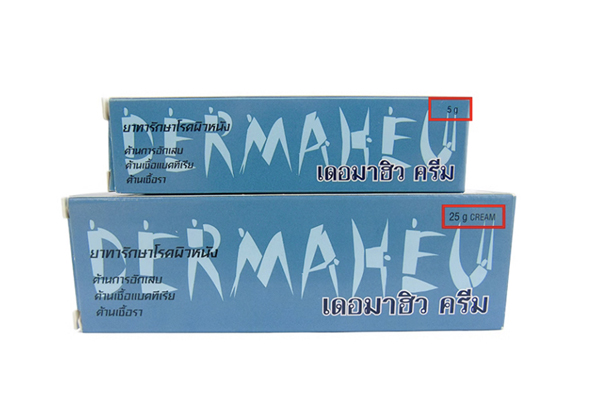 5 g
DERMAHEU
ยาทารักษาโรคผิวหนัง
ต้านการอักเสบ
ต้านเชื้อแบคทีเรีย
ต้านเชื้อรา
เดอมาฮิว ครีม
25 g CREAM
DERMAHEU
ยาทารักษาโรคผิวหนัง
ต้านการอักเสบ
ต้านเชื้อแบคทีเรีย
ต้านเชื้อรา
เดอมาฮิว ครีม